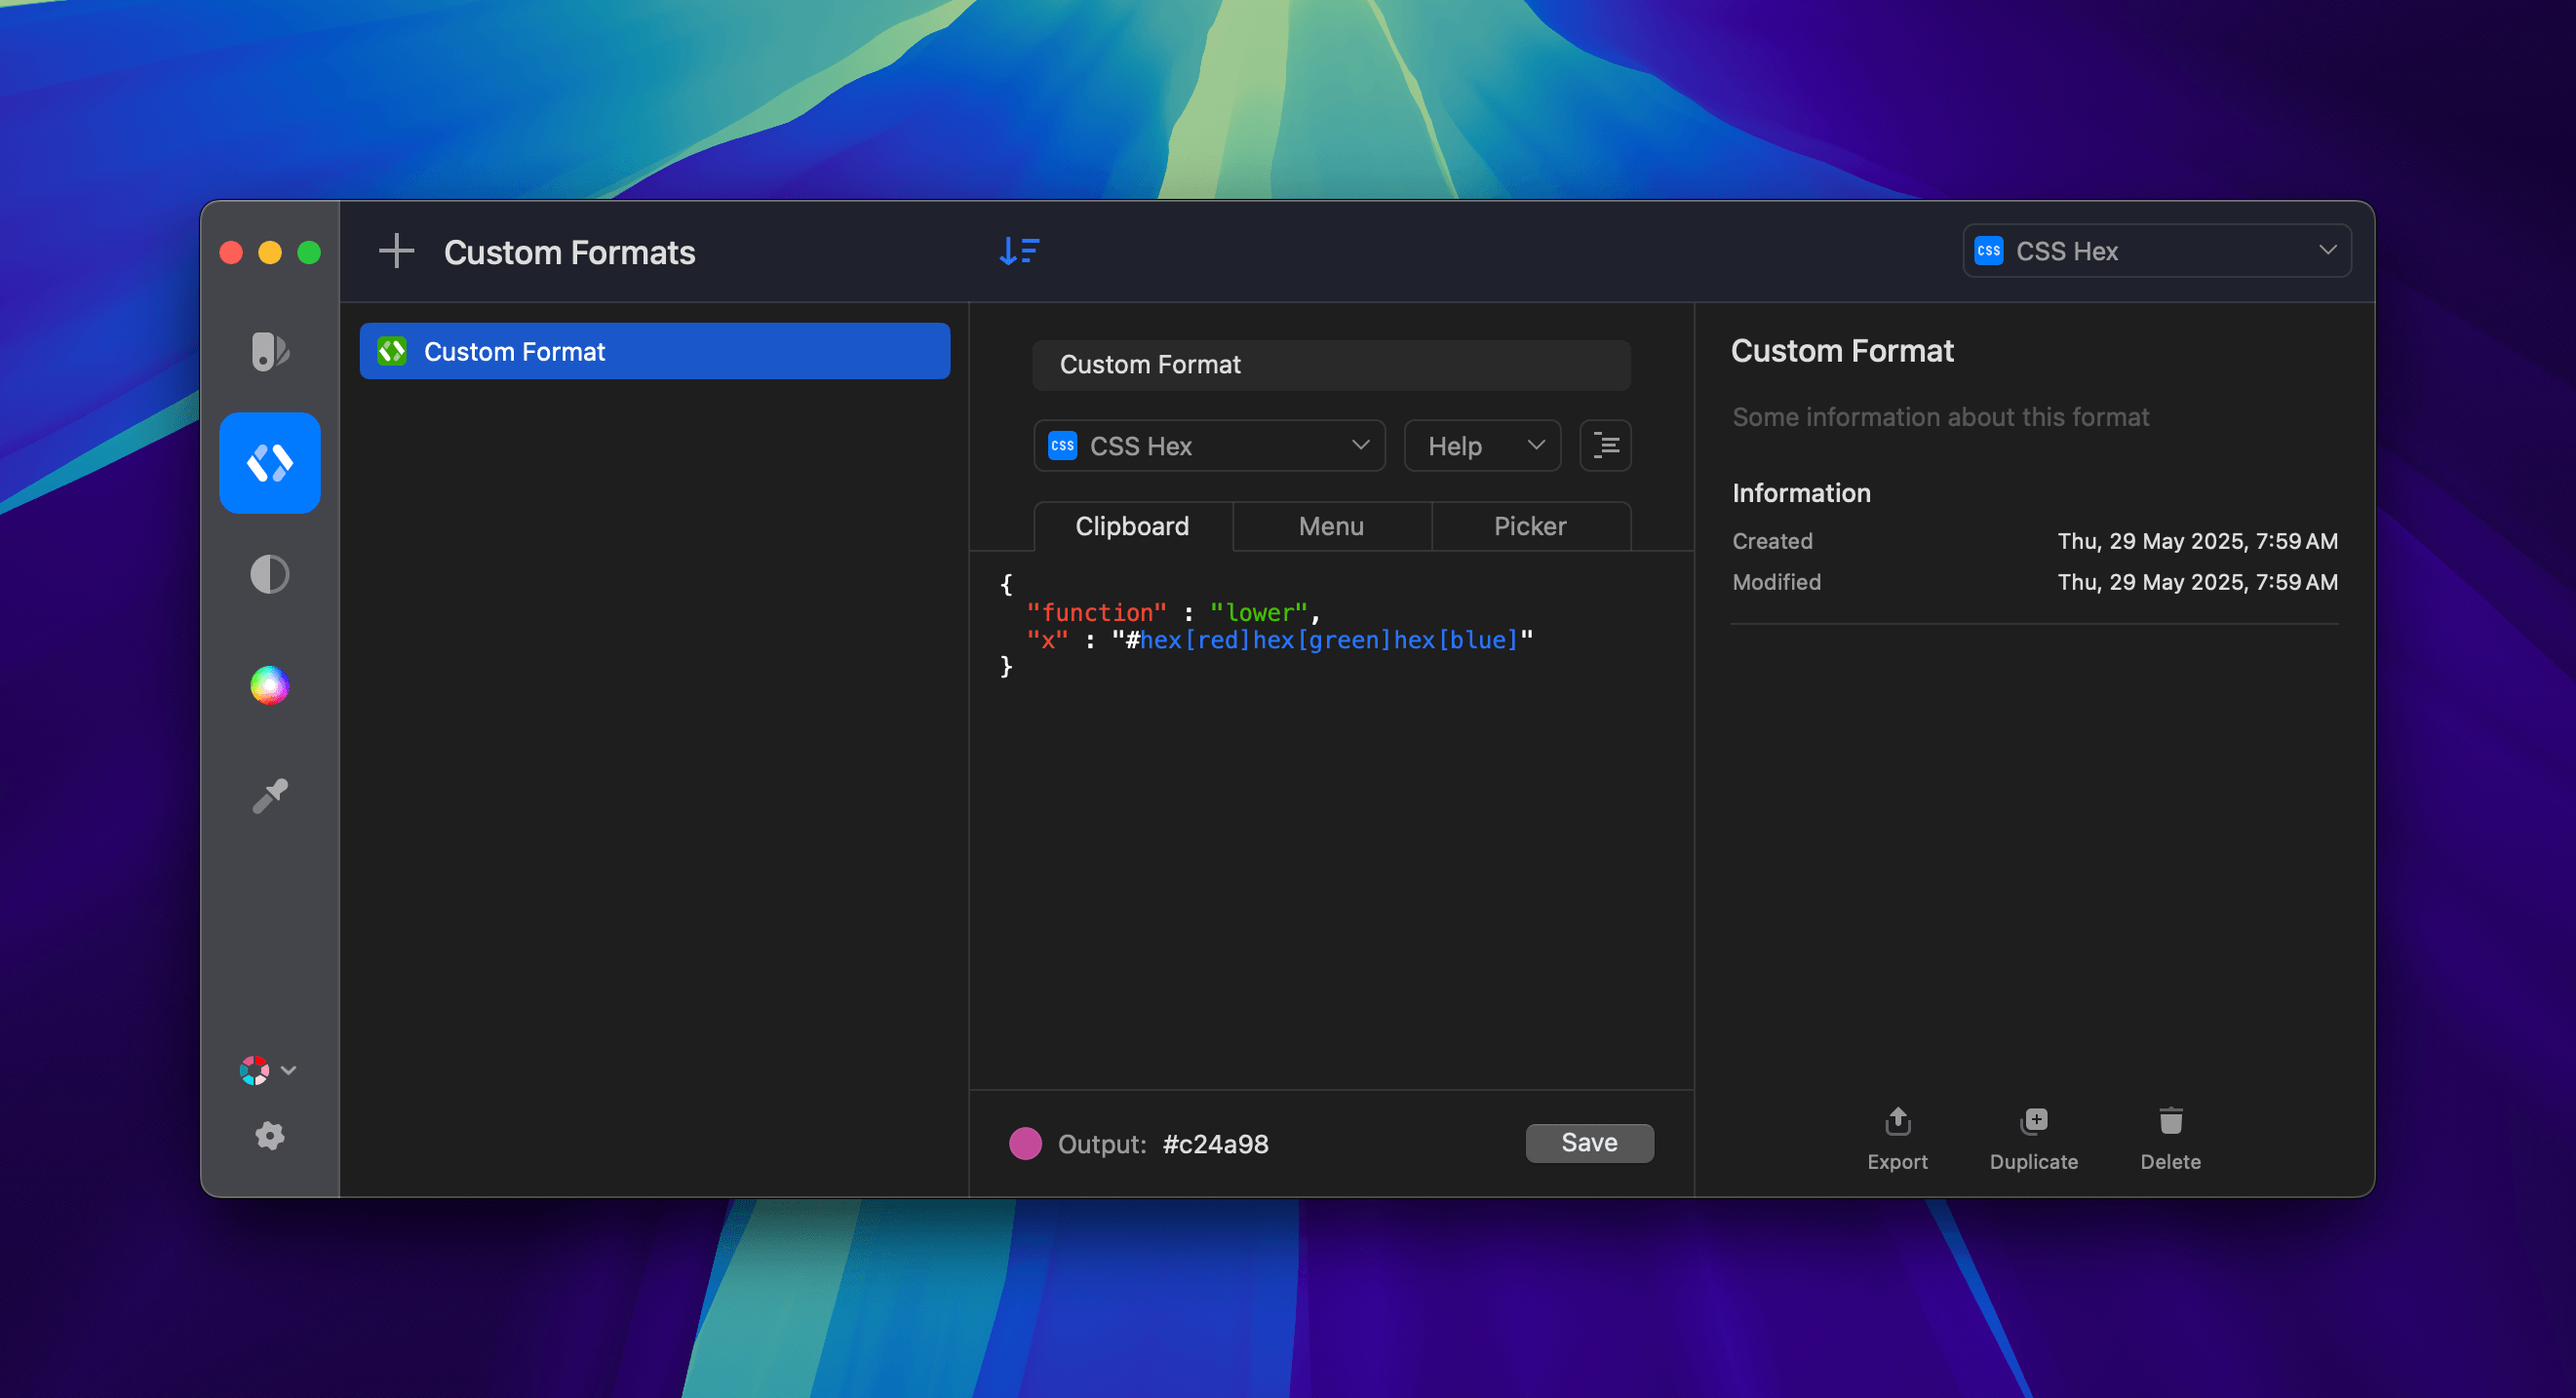 Custom Formats
CSS CSS Hex
Custom Format
Custom Format
CSS CSS Hex
Help
Clipboard
Menu
Picker
{
"function" : "lower",
"x" : "#hex[red]hex[green]hex[blue]"
}
Output: #c24a98
Save
Custom Format
Some information about this format
Information
Created Thu, 29 May 2025, 7:59 AM
Modified Thu, 29 May 2025, 7:59 AM
Export
Duplicate
Delete